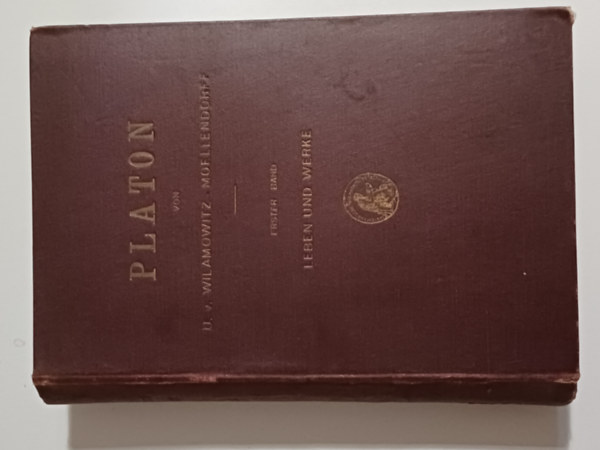 PLATON
VON
U. v. WILAMOWITZ-MOELLENDORFF
ERSTER BAND
LEBEN UND WERKE